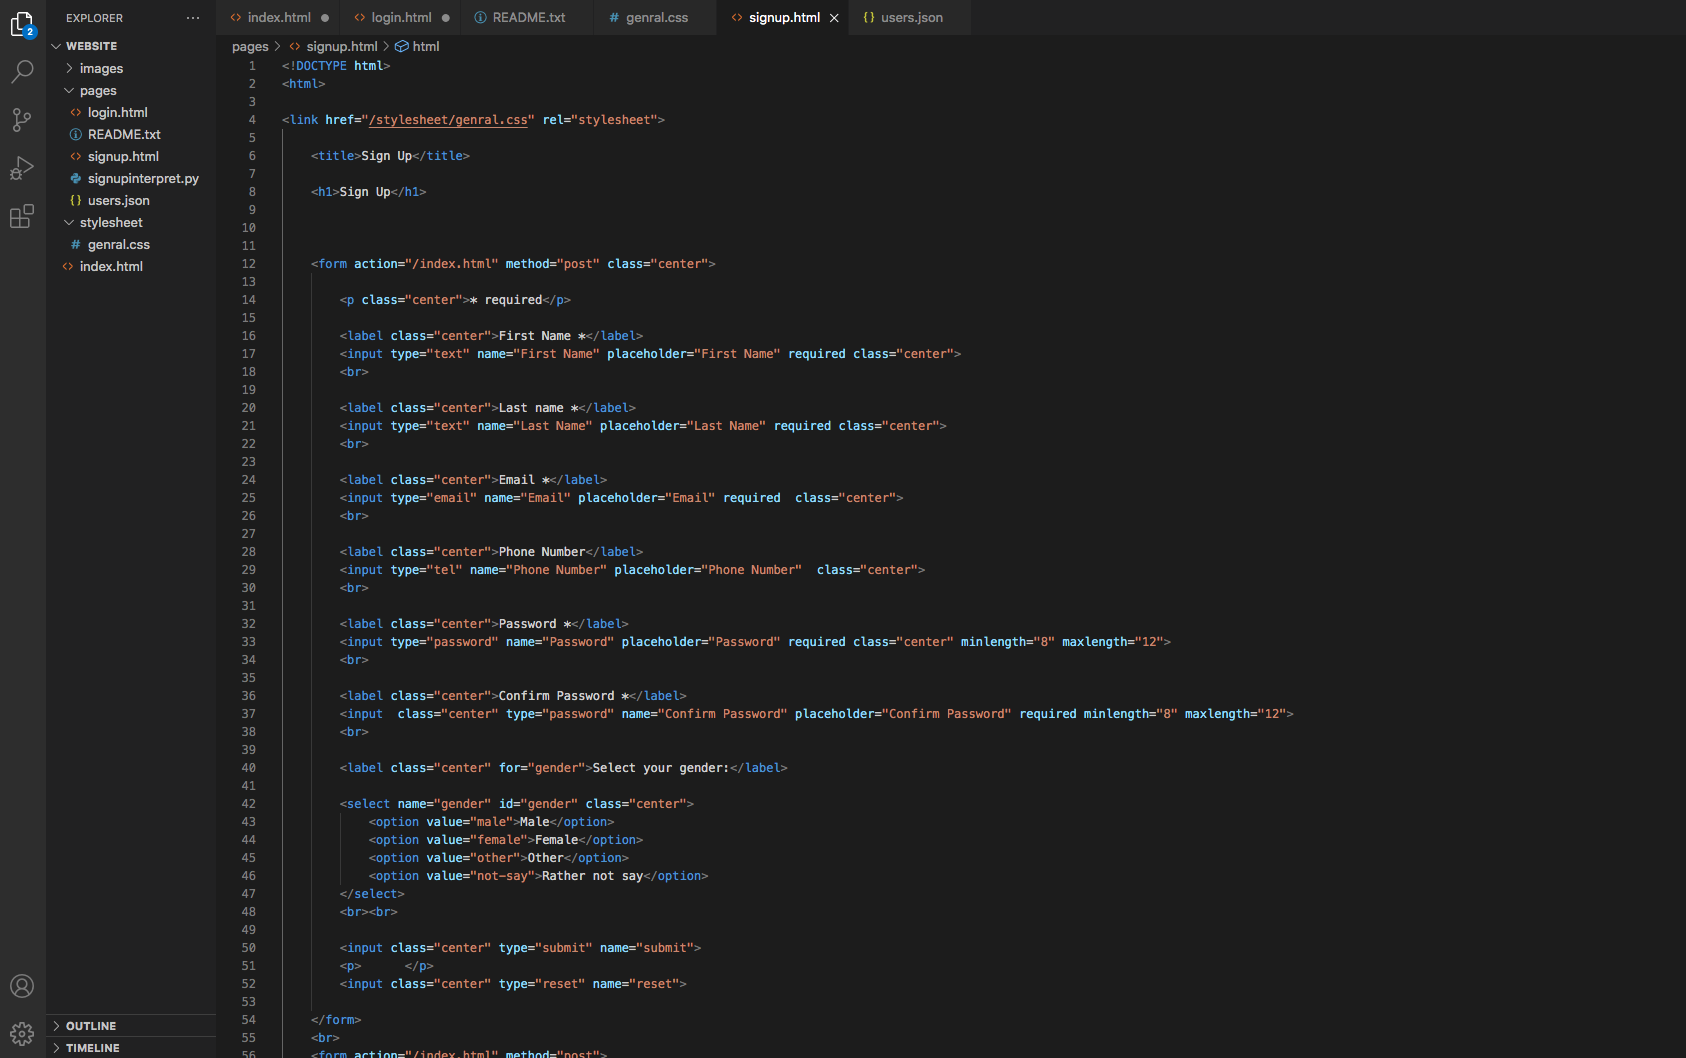 EXPLORER
2
WEBSITE
images
pages
login.html
README.txt
signup.html
signupinterpret.py
users.json
stylesheet
genral.css
index.html
OUTLINE
TIMELINE
index.html login.html README.txt genral.css signup.html users.json
pages signup.html html
1 <!DOCTYPE html>
2 <html>
3
4 <link href="/stylesheet/genral.css" rel="stylesheet">
5
6 <title>Sign Up</title>
7
8 <h1>Sign Up</h1>
9
10
11
12 <form action="/index.html" method="post" class="center">
13
14 <p class="center">* required</p>
15
16 <label class="center">First Name *</label>
17 <input type="text" name="First Name" placeholder="First Name" required class="center">
18 <br>
19
20 <label class="center">Last name *</label>
21 <input type="text" name="Last Name" placeholder="Last Name" required class="center">
22 <br>
23
24 <label class="center">Email *</label>
25 <input type="email" name="Email" placeholder="Email" required  class="center">
26 <br>
27
28 <label class="center">Phone Number</label>
29 <input type="tel" name="Phone Number" placeholder="Phone Number"  class="center">
30 <br>
31
32 <label class="center">Password *</label>
33 <input type="password" name="Password" placeholder="Password" required class="center" minlength="8" maxlength="12">
34 <br>
35
36 <label class="center">Confirm Password *</label>
37 <input  class="center" type="password" name="Confirm Password" placeholder="Confirm Password" required minlength="8" maxlength="12">
38 <br>
39
40 <label class="center" for="gender">Select your gender:</label>
41
42 <select name="gender" id="gender" class="center">
43 <option value="male">Male</option>
44 <option value="female">Female</option>
45 <option value="other">Other</option>
46 <option value="not-say">Rather not say</option>
47 </select>
48 <br><br>
49
50 <input class="center" type="submit" name="submit">
51 <p>      </p>
52 <input class="center" type="reset" name="reset">
53
54 </form>
55 <br>
56 <form action="/index.html" method="post">